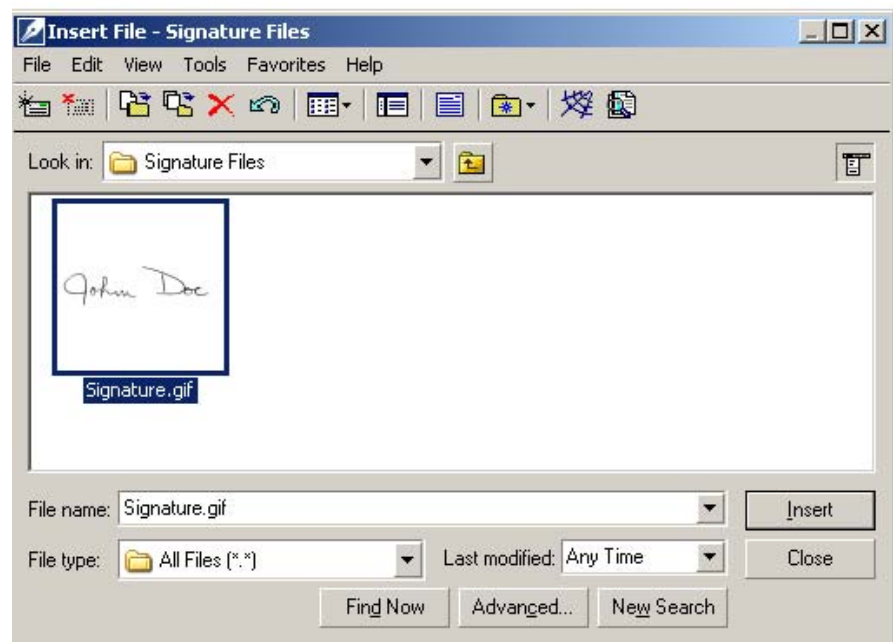 Insert File - Signature Files
File Edit View Tools Favorites Help
Look in: Signature Files
John Doe
Signature.gif
File name: Signature.gif Insert
File type: All Files (*.*) Last modified: Any Time Close
Find Now Advanced... New Search